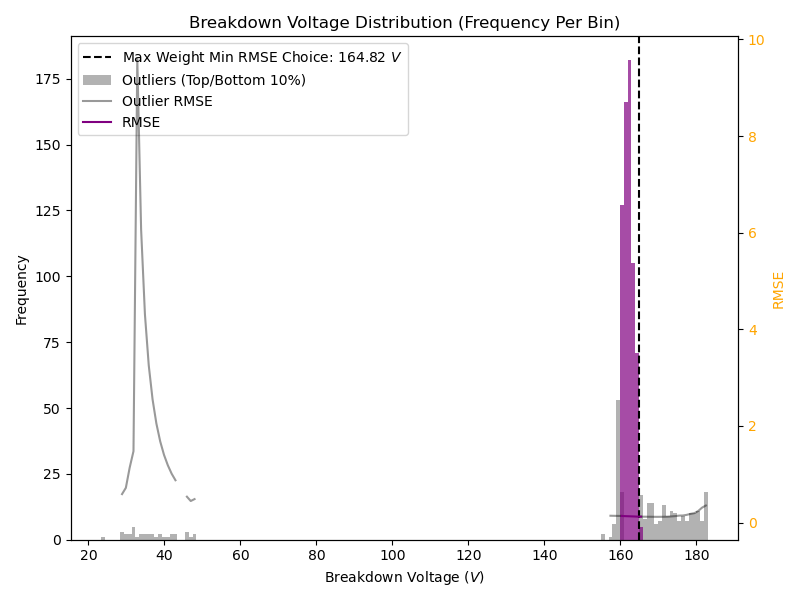 Breakdown Voltage Distribution (Frequency Per Bin)
Max Weight Min RMSE Choice: 164.82 V
Outliers (Top/Bottom 10%)
Outlier RMSE
RMSE
Frequency
175
150
125
100
75
50
25
0
10
8
6
4
2
0
RMSE
20 40 60 80 100 120 140 160 180
Breakdown Voltage (V)